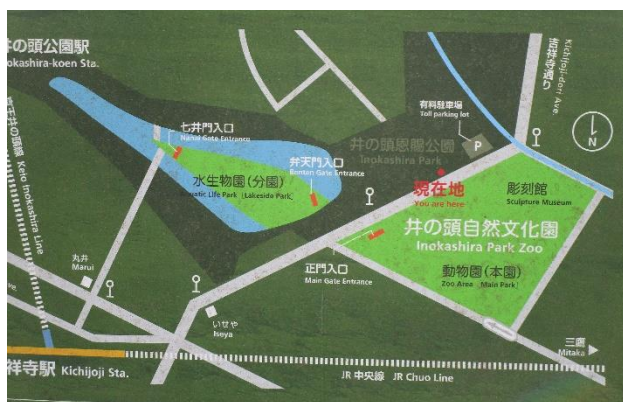 井の頭公園駅
okashira-koen Sta.
吉祥寺通り
Kichijoji-dori Ave
七井門入口
Nanai Gate Entrance
有料駐車場
Toll parking lot
P
井の頭恩賜公園
Inokashira Park
N
弁天門入口
Benten Gate Entrance
水生物園(分園)
uatic Life Park [Lakeside Park]
現在地
You are here
彫刻館
Sculpture Museum
井の頭自然文化園
Inokashira Park Zoo
京王井の頭線 Keio Inokashira Line
丸井
Marui
正門入口
Main Gate Entrance
動物園(本園)
Zoo Area [Main Park]
いせや
Iseya
三鷹
Mitaka
祥寺駅 Kichijoji Sta.
JR 中央線 JR Chuo Line